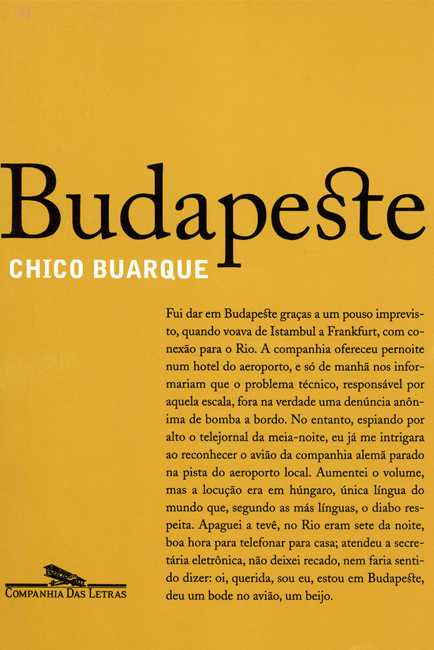 Budapeste
CHICO BUARQUE
Fui dar em Budapeste graças a um pouso imprevis-
to, quando voava de Istambul a Frankfurt, com co-
nexão para o Rio. A companhia ofereceu pernoite
num hotel do aeroporto, e só de manhã nos infor-
mariam que o problema técnico, responsável por
aquela escala, fora na verdade uma denúncia anôn-
ima de bomba a bordo. No entanto, espiando por
alto o telejornal da meia-noite, eu já me intrigara
ao reconhecer o avião da companhia alemã parado
na pista do aeroporto local. Aumentei o volume,
mas a locução era em húngaro, única língua do
mundo que, segundo as más línguas, o diabo res-
peita. Apaguei a tevê, no Rio eram sete da noite,
boa hora para telefonar para casa; atendeu a secre-
tária eletrônica, não deixei recado, nem faria senti-
do dizer: oi, querida, sou eu, estou em Budapeste,
deu um bode no avião, um beijo.
COMPANHIA DAS LETRAS